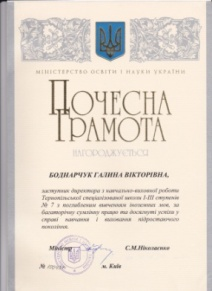 МІНІСТЕРСТВО ОСВІТИ І НАУКИ УКРАЇНИ
ПОЧЕСНА
ГРАМОТА
НАГОРОДЖУЄТЬСЯ
БОДНАРЧУК ГАЛИНА ВІКТОРІВНА,
заступник директора з навчально-виховної роботи
Тернопільської спеціалізованої школи І-ІІІ ступенів
№ 7 з поглибленим вивченням іноземних мов, за
багаторічну сумлінну працю та досягнуті успіхи у
справі навчання і виховання підростаючого
покоління.
Міністр С.М.Ніколаєнко
№ м. Київ